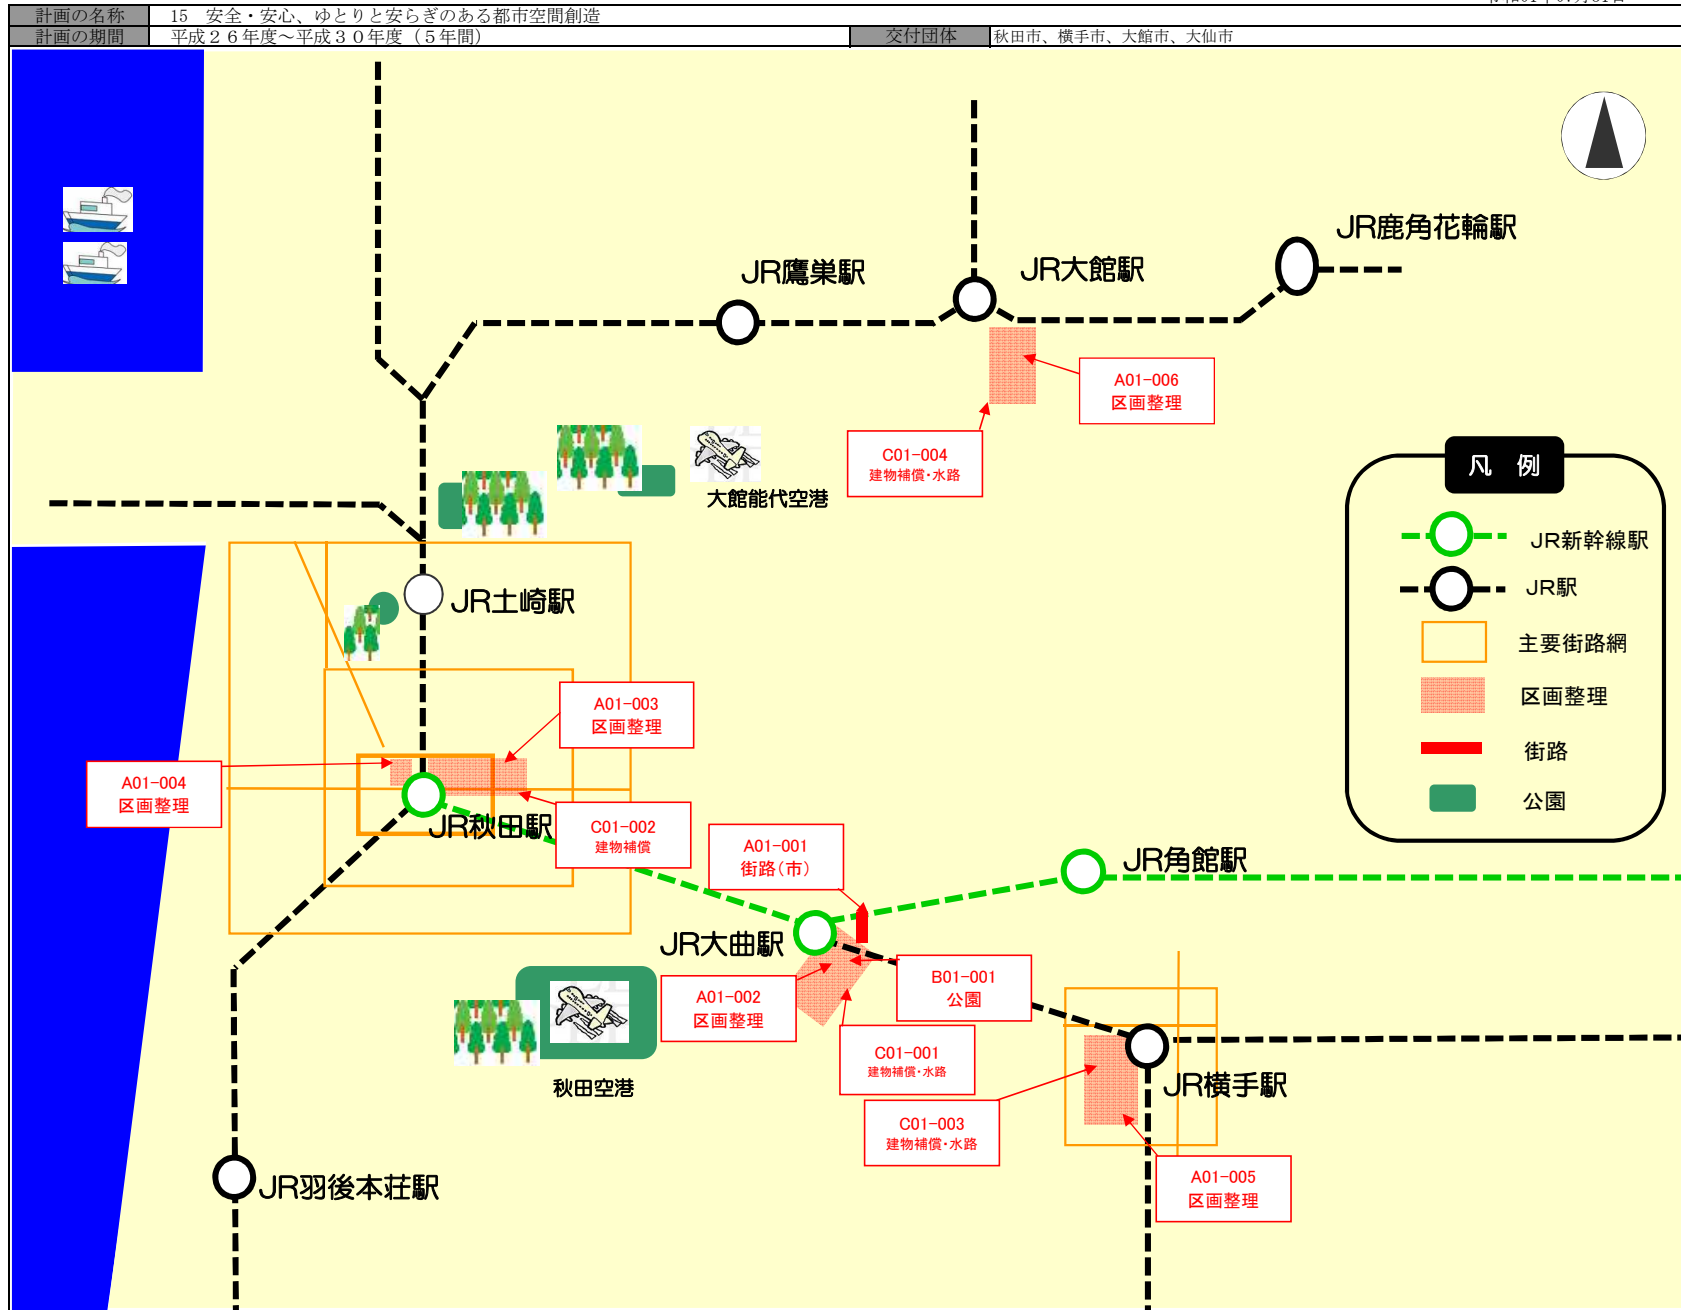 計画の名称
15 安全・安心、ゆとりと安らぎのある都市空間創造
計画の期間
平成２６年度～平成３０年度（５年間）
交付団体
秋田市、横手市、大館市、大仙市
JR鹿角花輪駅
JR大館駅
JR鷹巣駅
A01-006
区画整理
C01-004
建物補償・水路
大館能代空港
凡 例
JR新幹線駅
JR駅
主要街路網
区画整理
街路
公園
JR土崎駅
A01-003
区画整理
A01-004
区画整理
JR秋田駅
C01-002
建物補償
A01-001
街路（市）
JR角館駅
JR大曲駅
A01-002
区画整理
B01-001
公園
C01-001
建物補償・水路
秋田空港
C01-003
建物補償・水路
JR横手駅
A01-005
区画整理
JR羽後本荘駅